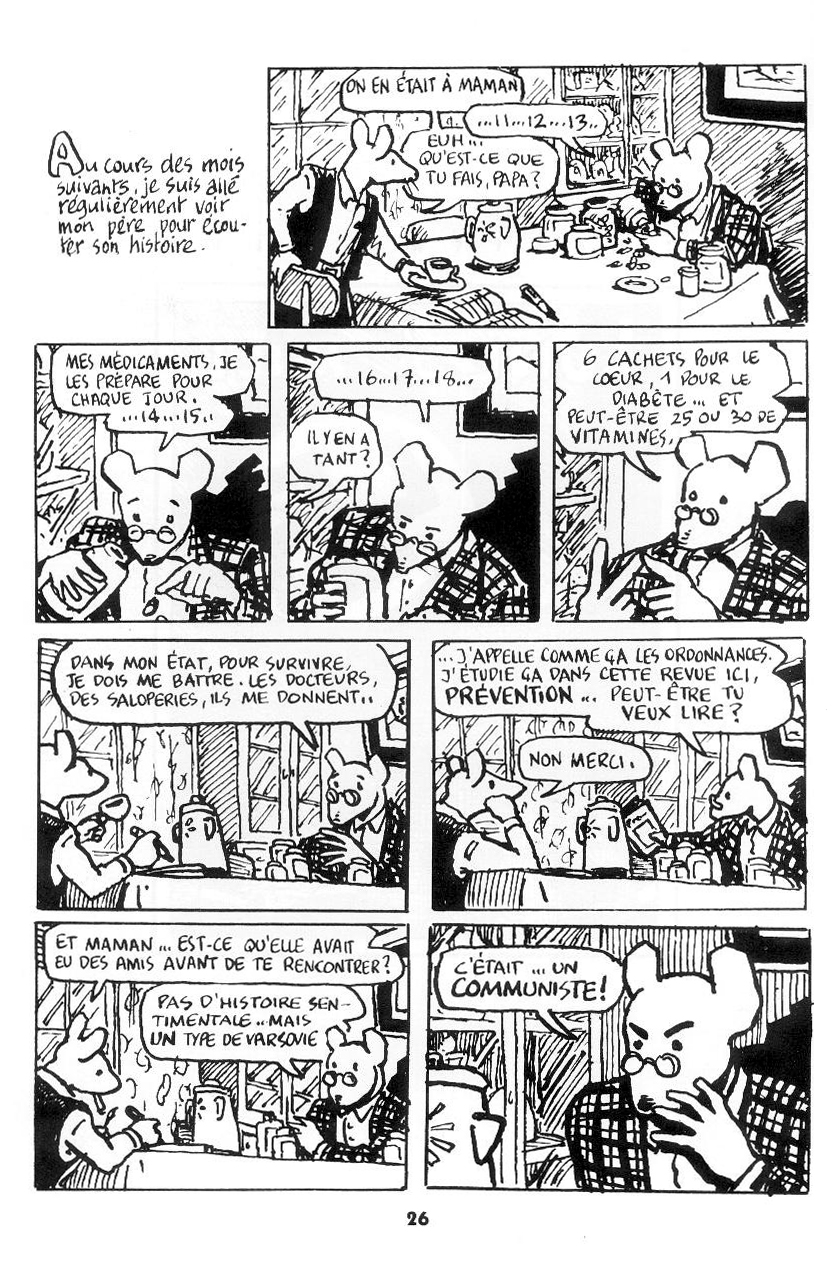 Au cours des mois
suivants, je suis allé
régulièrement voir
mon père pour écou-
ter son histoire.
ON EN ÉTAIT À MAMAN
...11...12...13..
EUH...
QU'EST-CE QUE
TU FAIS, PAPA?
MES MÉDICAMENTS, JE
LES PRÉPARE POUR
CHAQUE JOUR.
...14...15..
...16...17...18...
IL Y EN A
TANT?
6 CACHETS POUR LE
COEUR, 1 POUR LE
DIABÈTE... ET
PEUT-ÊTRE 25 OU 30 DE
VITAMINES.
DANS MON ÉTAT, POUR SURVIVRE,
JE DOIS ME BATTRE. LES DOCTEURS,
DES SALOPERIES, ILS ME DONNENT..
... J'APPELLE COMME ÇA LES ORDONNANCES.
J'ÉTUDIE ÇA DANS CETTE REVUE ICI,
PRÉVENTION... PEUT-ÊTRE TU
VEUX LIRE?
NON MERCI.
ET MAMAN... EST-CE QU'ELLE AVAIT
EU DES AMIS AVANT DE TE RENCONTRER?
PAS D'HISTOIRE SEN-
TIMENTALE.. MAIS
UN TYPE DE VARSOVIE
C'ÉTAIT... UN
COMMUNISTE!
26